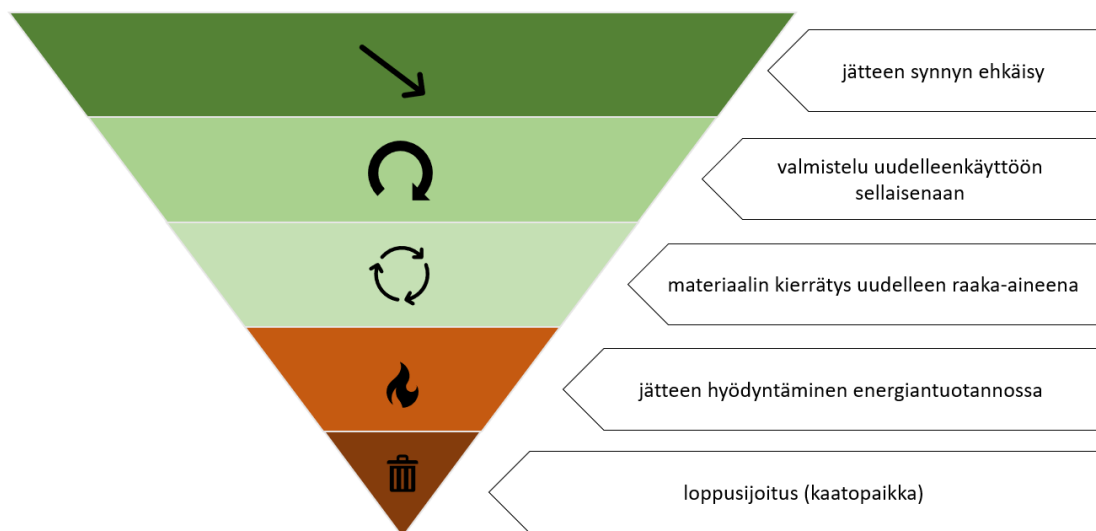 jätteen synnyn ehkäisy
valmistelu uudelleenkäyttöön
sellaisenaan
materiaalin kierrätys uudelleen raaka-aineena
jätteen hyödyntäminen energiantuotannossa
loppusijoitus (kaatopaikka)